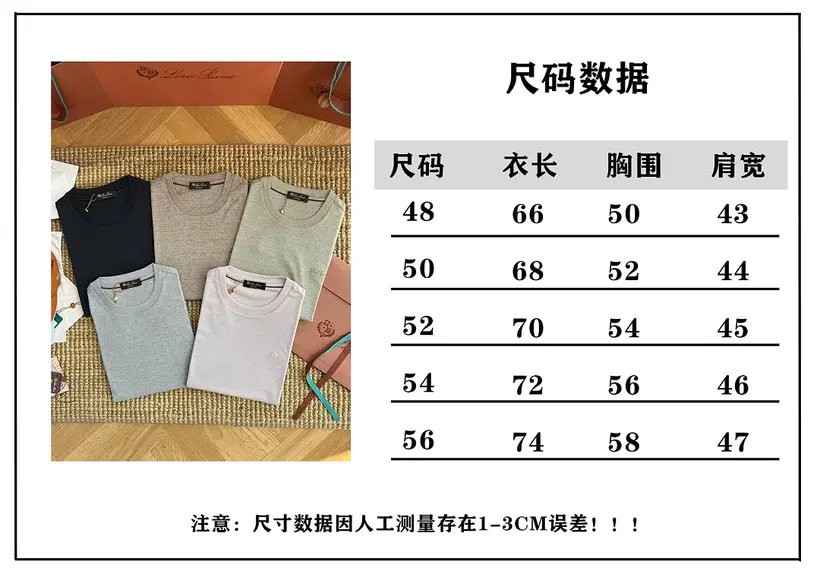 Loro Piana
尺码数据
尺码 衣长 胸围 肩宽
48 66 50 43
50 68 52 44
52 70 54 45
54 72 56 46
56 74 58 47
注意：尺寸数据因人工测量存在1-3CM误差！！！